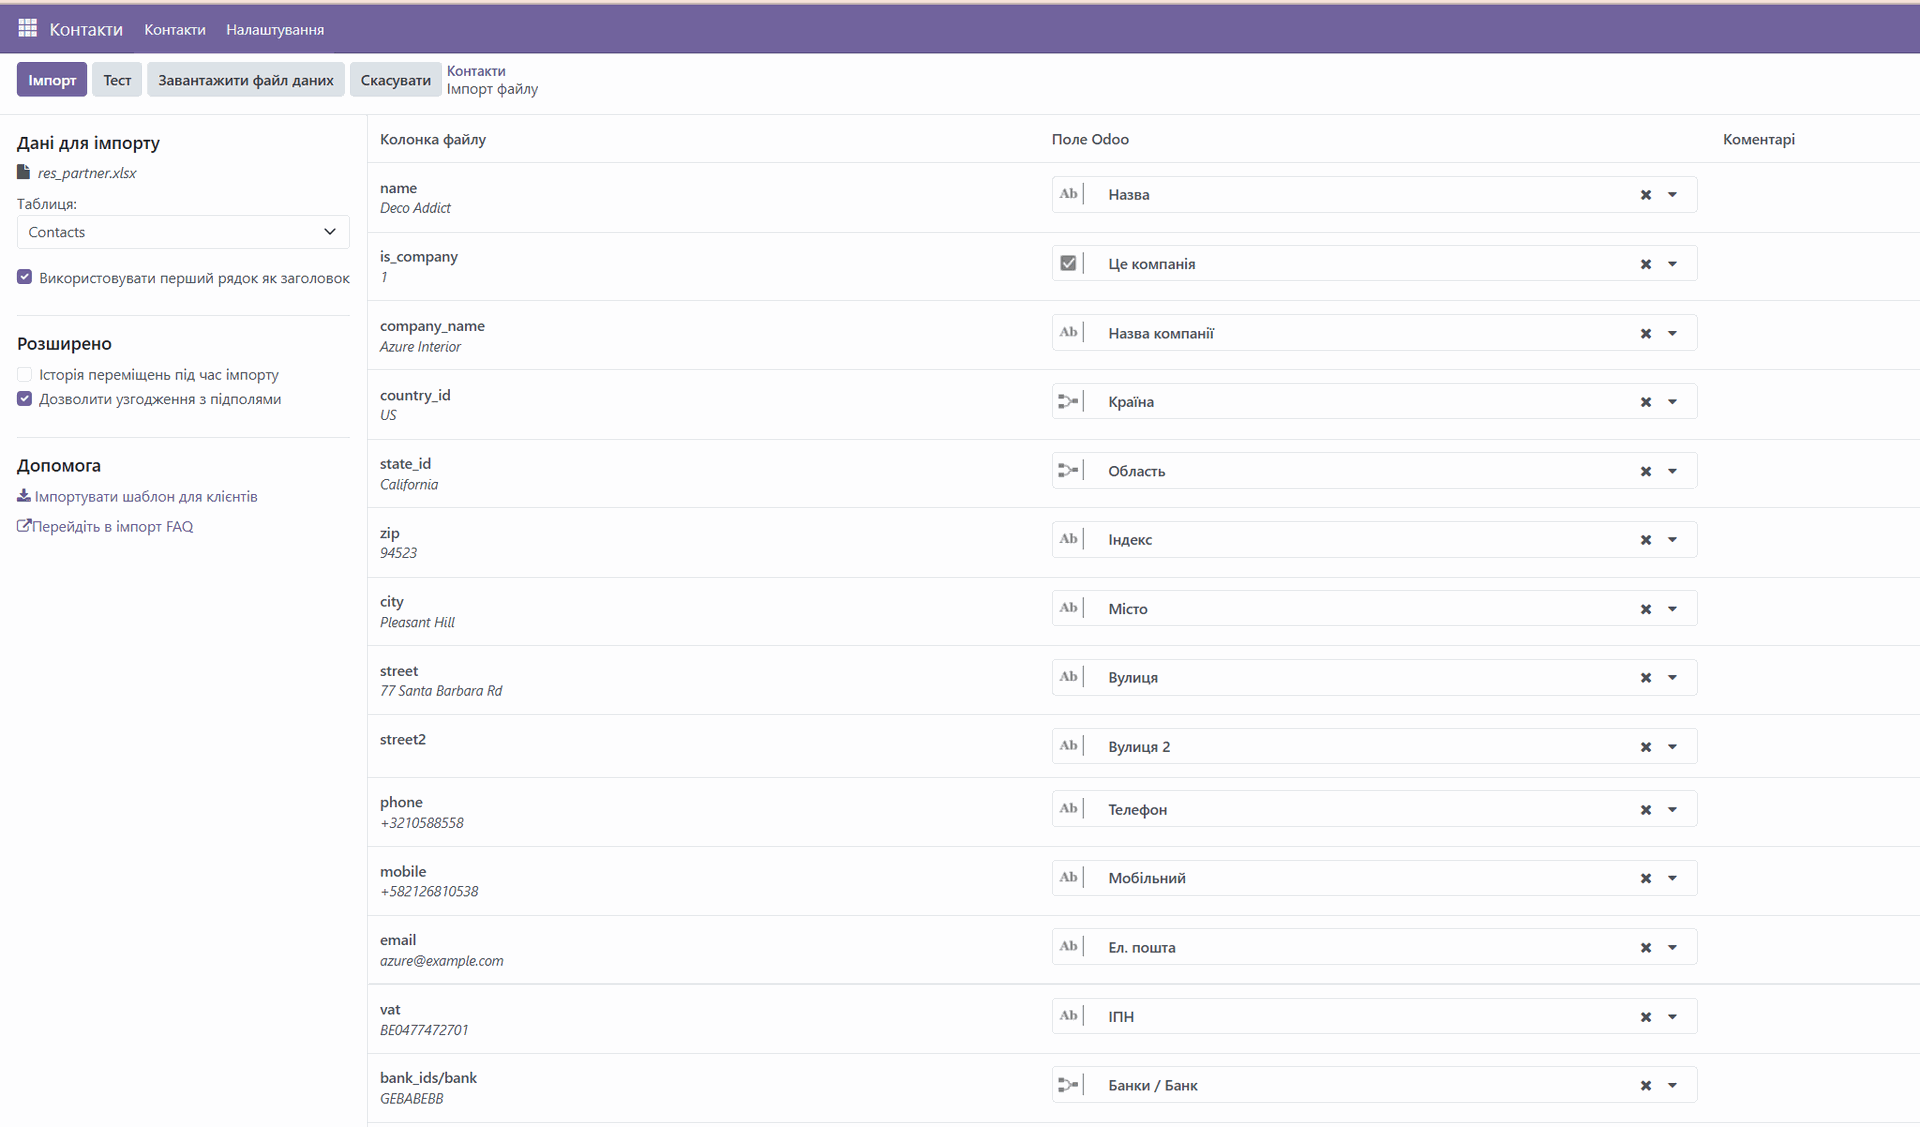 Контакти Контакти Налаштування
Імпорт Тест Завантажити файл даних Скасувати Контакти
Імпорт файлу
Дані для імпорту
res_partner.xlsx
Таблиця:
Contacts
Використовувати перший рядок як заголовок
Розширено
Історія переміщень під час імпорту
Дозволити узгодження з підполями
Допомога
Імпортувати шаблон для клієнтів
Перейдіть в імпорт FAQ
Колонка файлу Поле Odoo Коментарі
name
Deco Addict
Ab Назва
is_company
1
Це компанія
company_name
Azure Interior
Ab Назва компанії
country_id
US
Країна
state_id
California
Область
zip
94523
Ab Індекс
city
Pleasant Hill
Ab Місто
street
77 Santa Barbara Rd
Ab Вулиця
street2
Ab Вулиця 2
phone
+3210588558
Ab Телефон
mobile
+582126810538
Ab Мобільний
email
azure@example.com
Ab Ел. пошта
vat
BE0477472701
Ab ІПН
bank_ids/bank
GEBABEBB
Банки / Банк